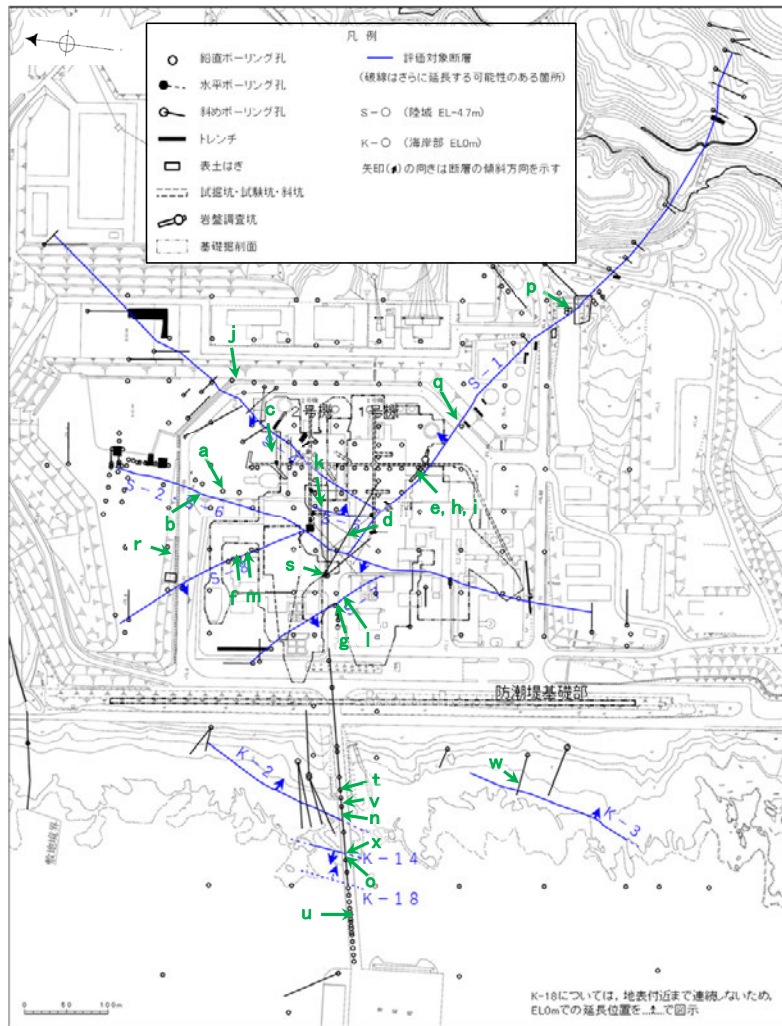 凡 例
鉛直ボーリング孔
水平ボーリング孔
斜めボーリング孔
トレンチ
表土はぎ
試掘坑・試験坑・斜坑
岩盤調査坑
基礎掘削面
評価対象断層
(破線はさらに延長する可能性のある箇所)
S-○ (陸域 EL-47m)
K-○ (海岸部 EL0m)
矢印( )の向きは断層の傾斜方向を示す
p
j
S-1
q
2号機
1号機
c
a
k
S-2・S-6
b
d
e, h, i
r
s
S-8
f
m
g
l
防潮堤基礎部
K-2
w
t
v
n
K-3
x
K-14
o
敷地境界
K-18
u
0
50
100m
K-18については,地表付近まで連続しないため,
EL0mでの延長位置を で図示